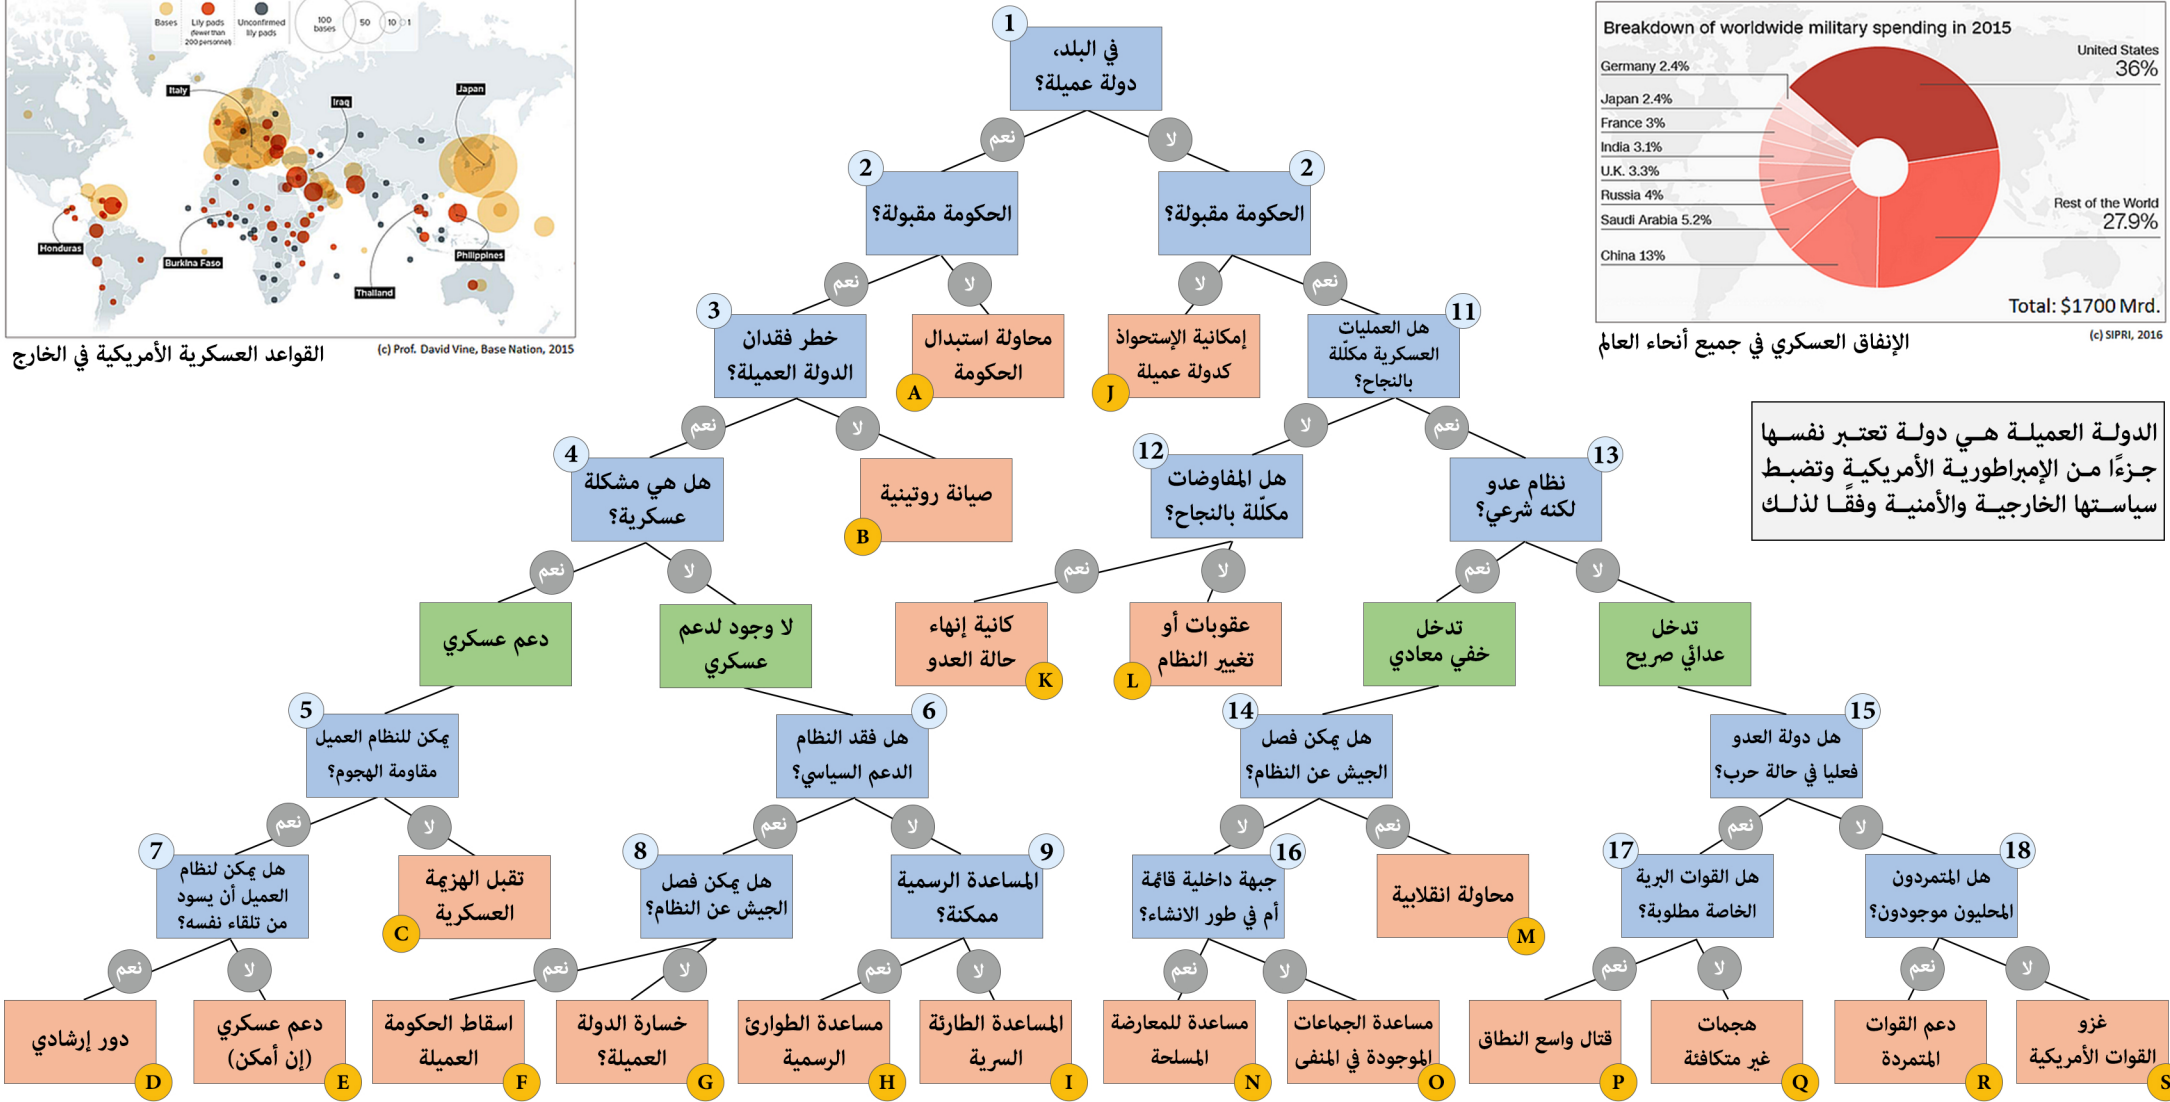 Bases
Lily pads
(fewer than
200 personnel)
Unconfirmed
lily pads
100
bases
50
10
1
Italy
Iraq
Japan
Honduras
Burkina Faso
Thailand
Philippines
القواعد العسكرية الأمريكية في الخارج
(c) Prof. David Vine, Base Nation, 2015
Breakdown of worldwide military spending in 2015
United States
36%
Germany 2.4%
Japan 2.4%
France 3%
India 3.1%
U.K. 3.3%
Russia 4%
Saudi Arabia 5.2%
China 13%
Rest of the World
27.9%
Total: $1700 Mrd.
(c) SIPRI, 2016
الإنفاق العسكري في جميع أنحاء العالم
الدولة العميلة هي دولة تعتبر نفسها
جزءًا من الإمبراطورية الأمريكية وتضبط
سياستها الخارجية والأمنية وفقًا لذلك
1
في البلد،
دولة عميلة؟
نعم
لا
2
الحكومة مقبولة؟
2
الحكومة مقبولة؟
نعم
لا
لا
نعم
3
خطر فقدان
الدولة العميلة؟
محاولة استبدال
الحكومة
A
إمكانية الإستحواذ
كدولة عميلة
J
11
هل العمليات
العسكرية مكلّلة
بالنجاح؟
نعم
لا
لا
نعم
4
هل هي مشكلة
عسكرية؟
صيانة روتينية
B
12
هل المفاوضات
مكلّلة بالنجاح؟
13
نظام عدو
لكنه شرعي؟
نعم
لا
نعم
لا
نعم
لا
دعم عسكري
لا وجود لدعم
عسكري
كانية إنهاء
حالة العدو
K
عقوبات أو
تغيير النظام
L
تدخل
خفي معادي
تدخل
عدائي صريح
5
يمكن للنظام العميل
مقاومة الهجوم؟
6
هل فقد النظام
الدعم السياسي؟
14
هل يمكن فصل
الجيش عن النظام؟
15
هل دولة العدو
فعليا في حالة حرب؟
نعم
لا
نعم
لا
لا
نعم
نعم
لا
7
هل يمكن لنظام
العميل أن يسود
من تلقاء نفسه؟
تقبل الهزيمة
العسكرية
C
8
هل يمكن فصل
الجيش عن النظام؟
9
المساعدة الرسمية
ممكنة؟
16
جبهة داخلية قائمة
أم في طور الانشاء؟
محاولة انقلابية
M
17
هل القوات البرية
الخاصة مطلوبة؟
18
هل المتمردون
المحليون موجودون؟
نعم
لا
نعم
لا
نعم
لا
نعم
لا
نعم
لا
نعم
لا
دور إرشادي
D
دعم عسكري
(إن أمكن)
E
اسقاط الحكومة
العميلة
F
خسارة الدولة
العميلة؟
G
مساعدة الطوارئ
الرسمية
H
المساعدة الطارئة
السرية
I
مساعدة للمعارضة
المسلحة
N
مساعدة الجماعات
الموجودة في المنفى
O
قتال واسع النطاق
P
هجمات
غير متكافئة
Q
دعم القوات
المتمردة
R
غزو
القوات الأمريكية
S